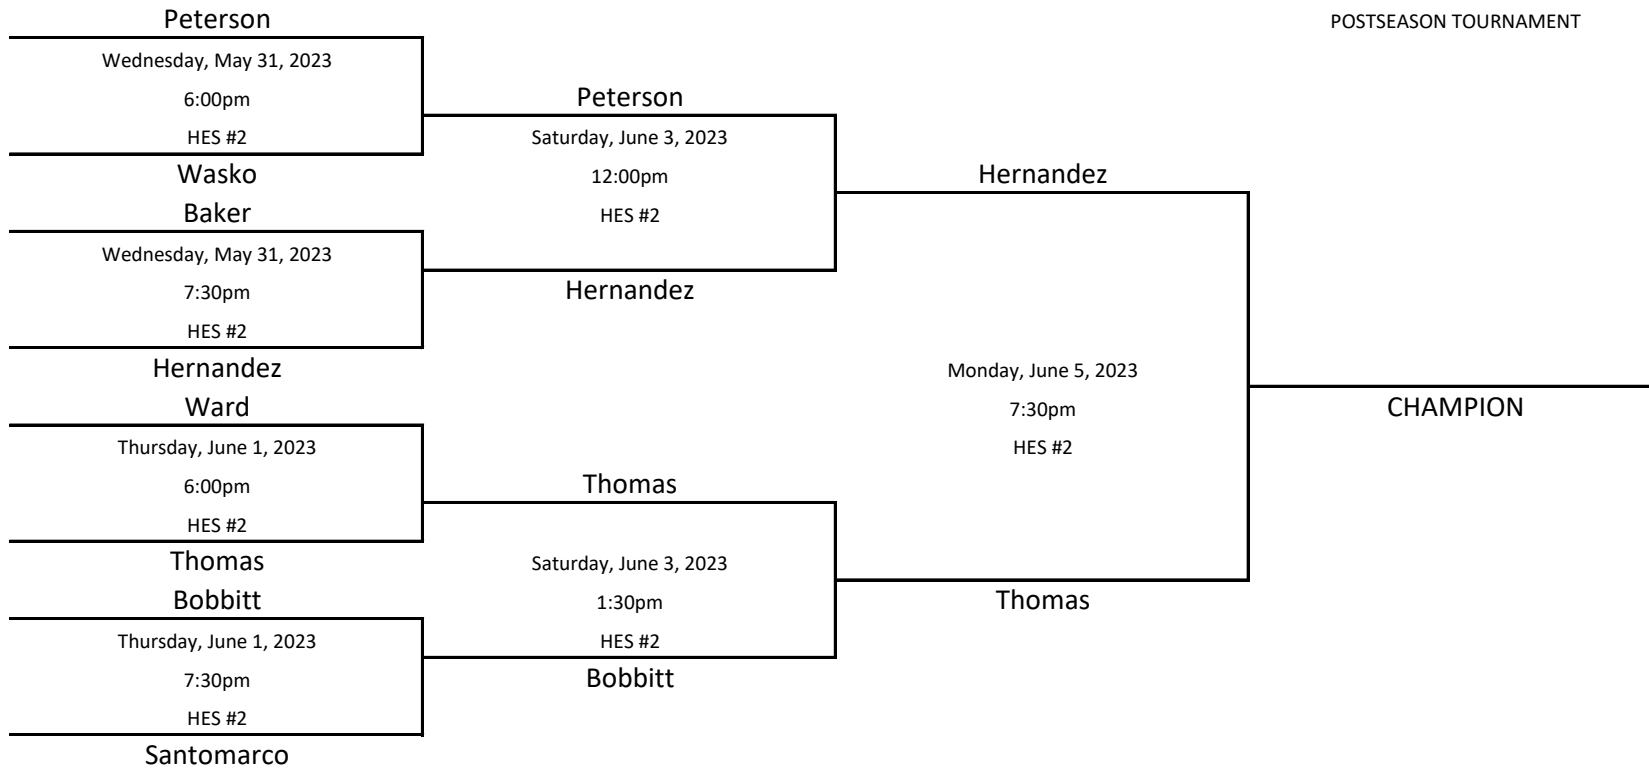 Peterson
POSTSEASON TOURNAMENT
Wednesday, May 31, 2023
6:00pm
HES #2
Wasko
Baker
Wednesday, May 31, 2023
7:30pm
HES #2
Hernandez
Ward
Thursday, June 1, 2023
6:00pm
HES #2
Thomas
Bobbitt
Thursday, June 1, 2023
7:30pm
HES #2
Santomarco
Peterson
Saturday, June 3, 2023
12:00pm
HES #2
Hernandez
Thomas
Saturday, June 3, 2023
1:30pm
HES #2
Bobbitt
Hernandez
Monday, June 5, 2023
7:30pm
HES #2
Thomas
CHAMPION